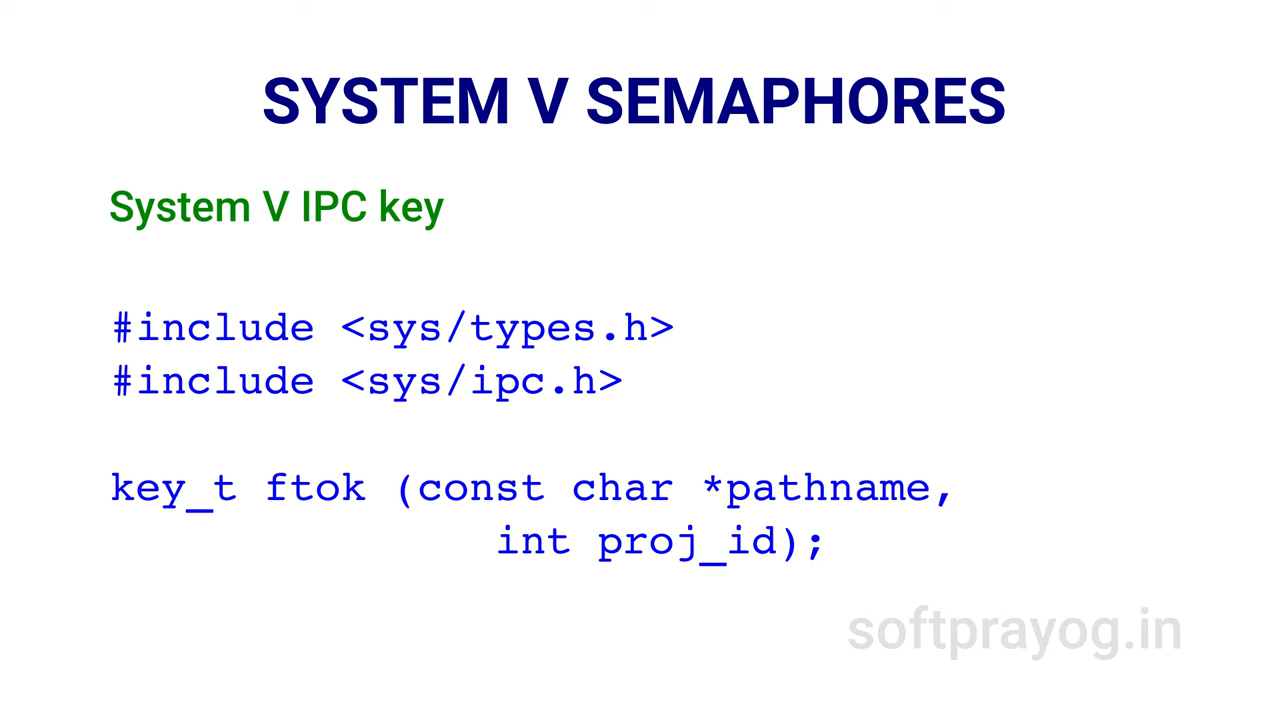 SYSTEM V SEMAPHORES
System V IPC key
#include <sys/types.h>
#include <sys/ipc.h>
key_t ftok (const char *pathname,
int proj_id);
softprayog.in